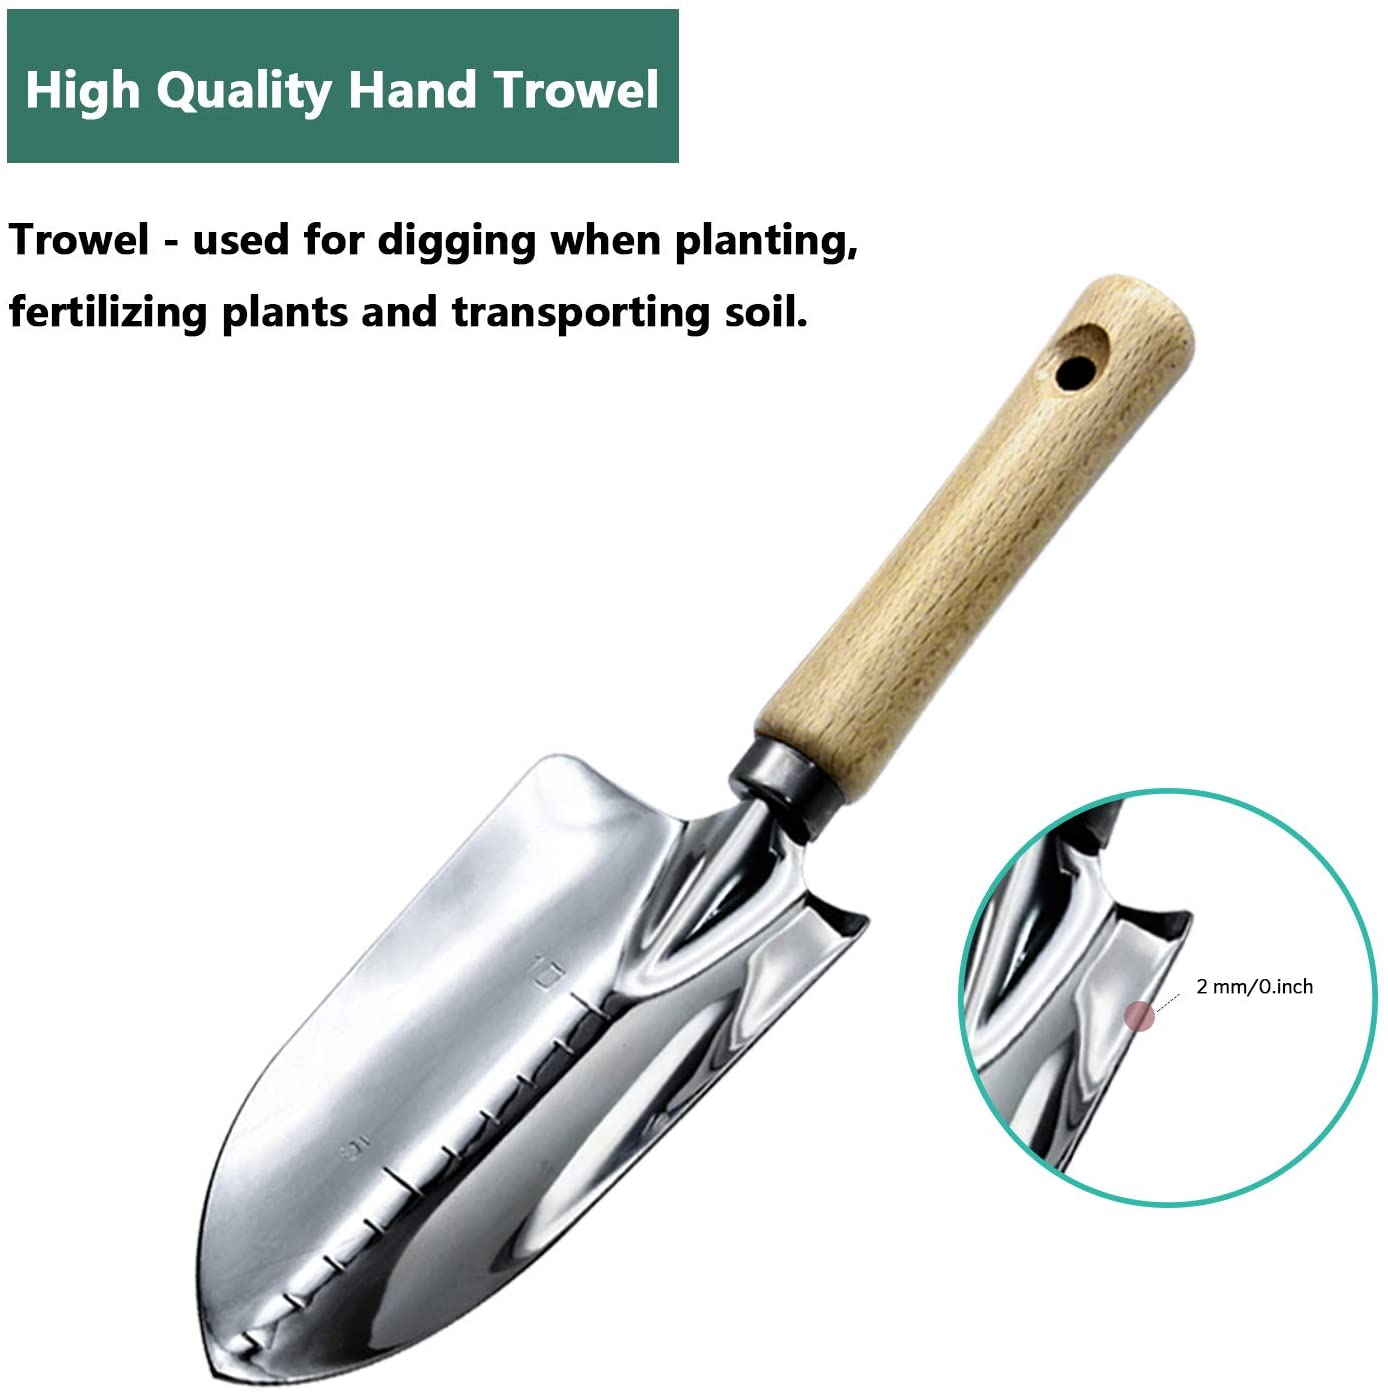 High Quality Hand Trowel
Trowel - used for digging when planting,
fertilizing plants and transporting soil.
10
5
2 mm/0.inch